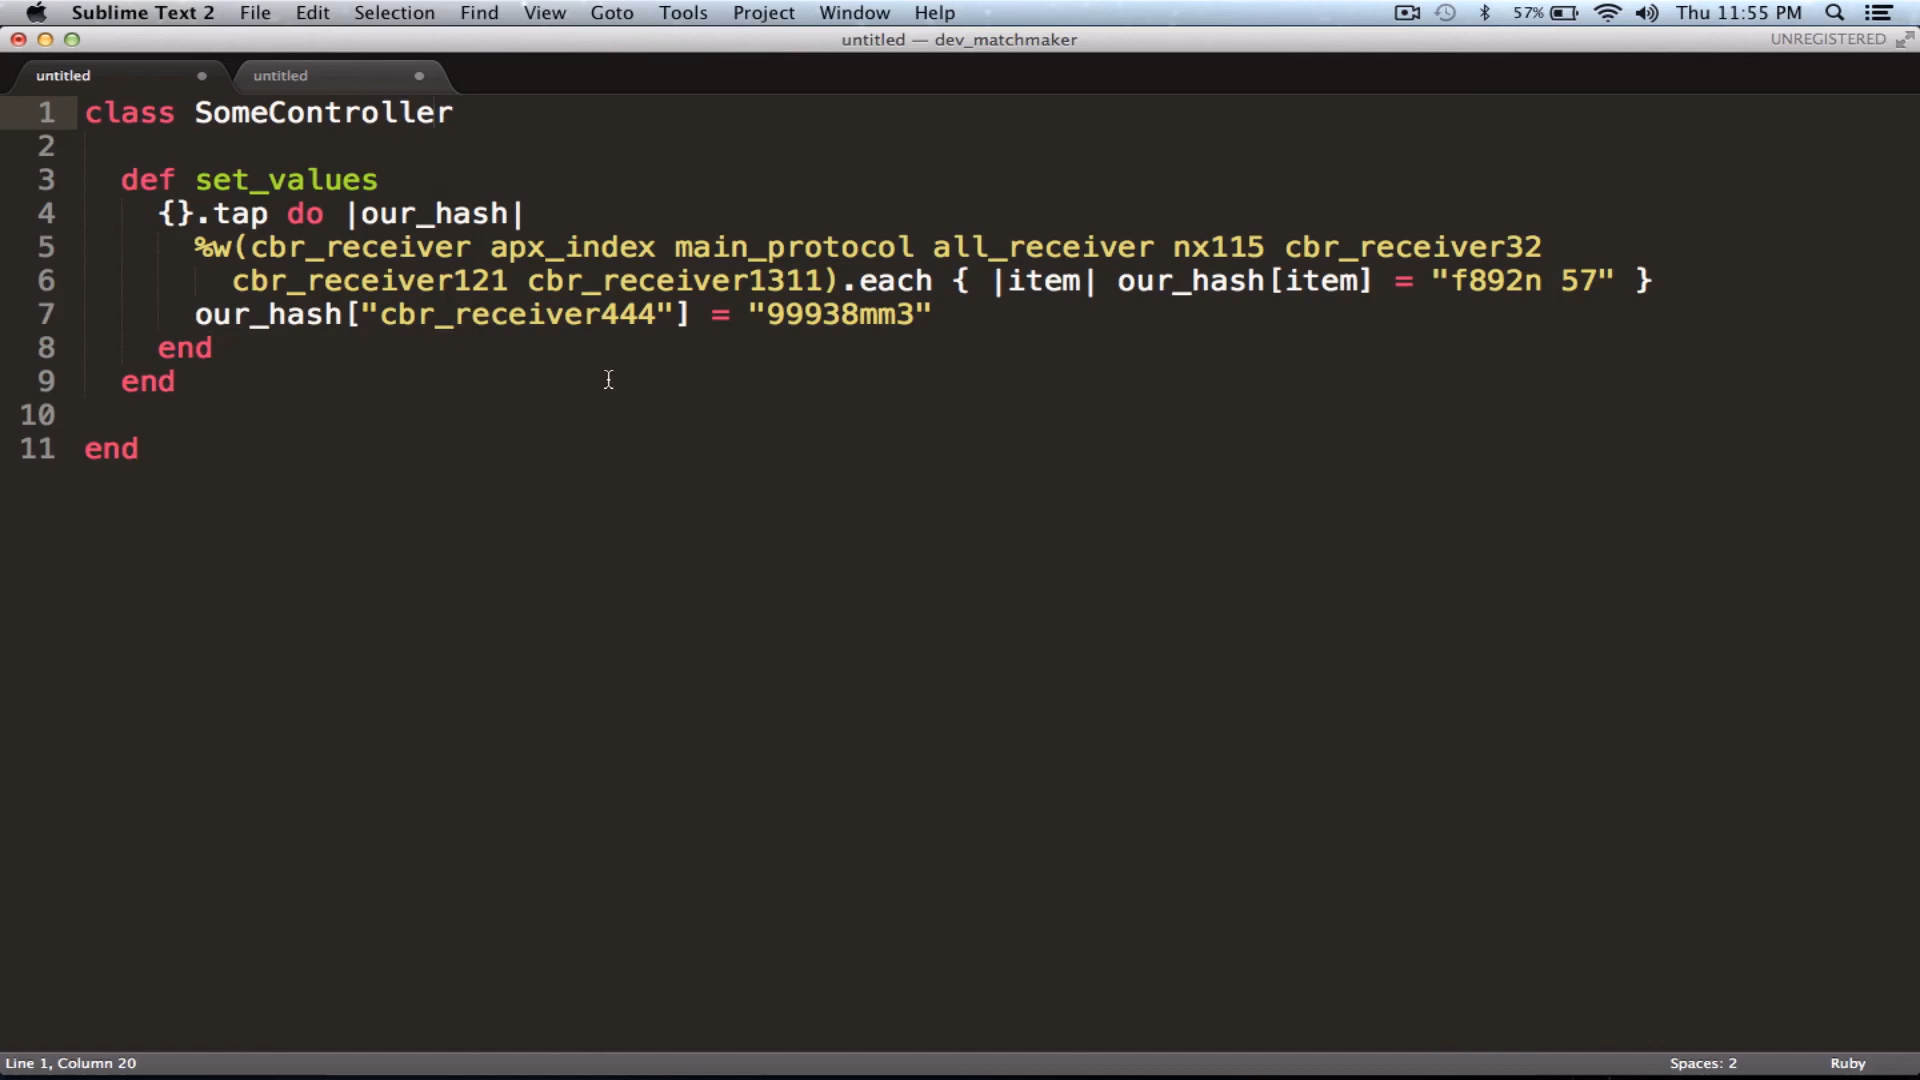 Sublime Text 2 File Edit Selection Find View Goto Tools Project Window Help 57% Thu 11:55 PM
untitled — dev_matchmaker UNREGISTERED
untitled untitled
1 class SomeController
2
3 def set_values
4 {}.tap do |our_hash|
5 %w(cbr_receiver apx_index main_protocol all_receiver nx115 cbr_receiver32
6 cbr_receiver121 cbr_receiver1311).each { |item| our_hash[item] = "f892n 57" }
7 our_hash["cbr_receiver444"] = "99938mm3"
8 end
9 end
10
11 end
Line 1, Column 20 Spaces: 2 Ruby